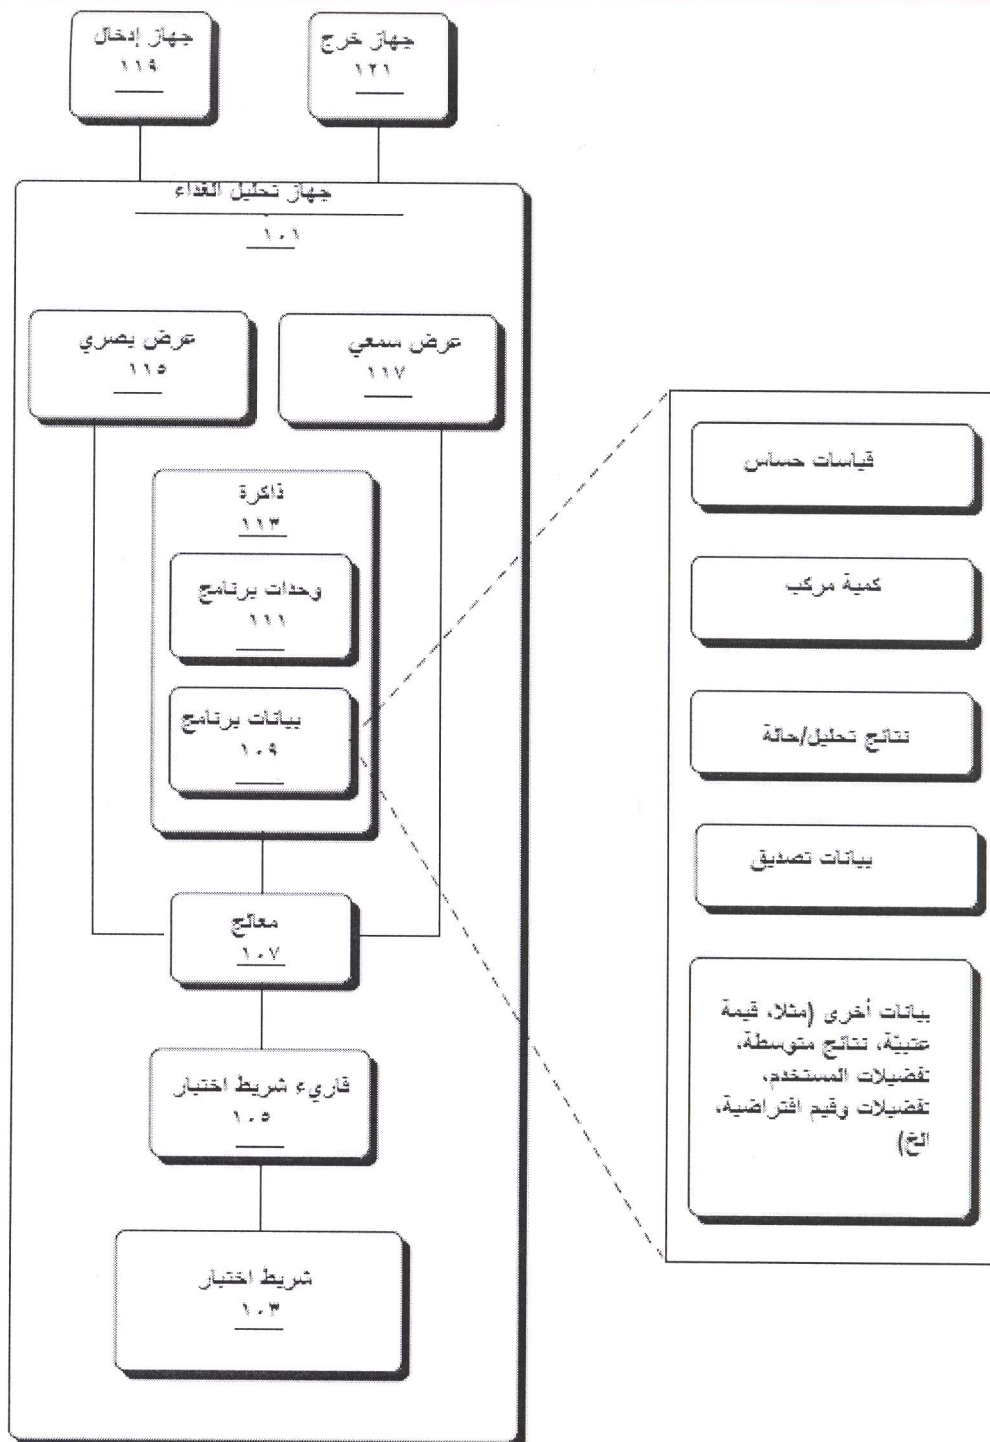 جهاز إدخال
١١٩
جهاز خرج
١٢١
جهاز تحليل الغذاء
١٠١
عرض بصري
١١٥
عرض سمعي
١١٧
ذاكرة
١١٣
وحدات برنامج
١١١
بيانات برنامج
١٠٩
معالج
١٠٧
قاريء شريط اختبار
١٠٥
شريط اختبار
١٠٣
قياسات حساس
كمية مركب
نتائج تحليل/حالة
بيانات تصديق
بيانات أخرى (مثلا، قيمة
عتبيّة، نتائج متوسطة،
تفضيلات المستخدم،
تفضيلات وقيم افتراضية،
الخ)